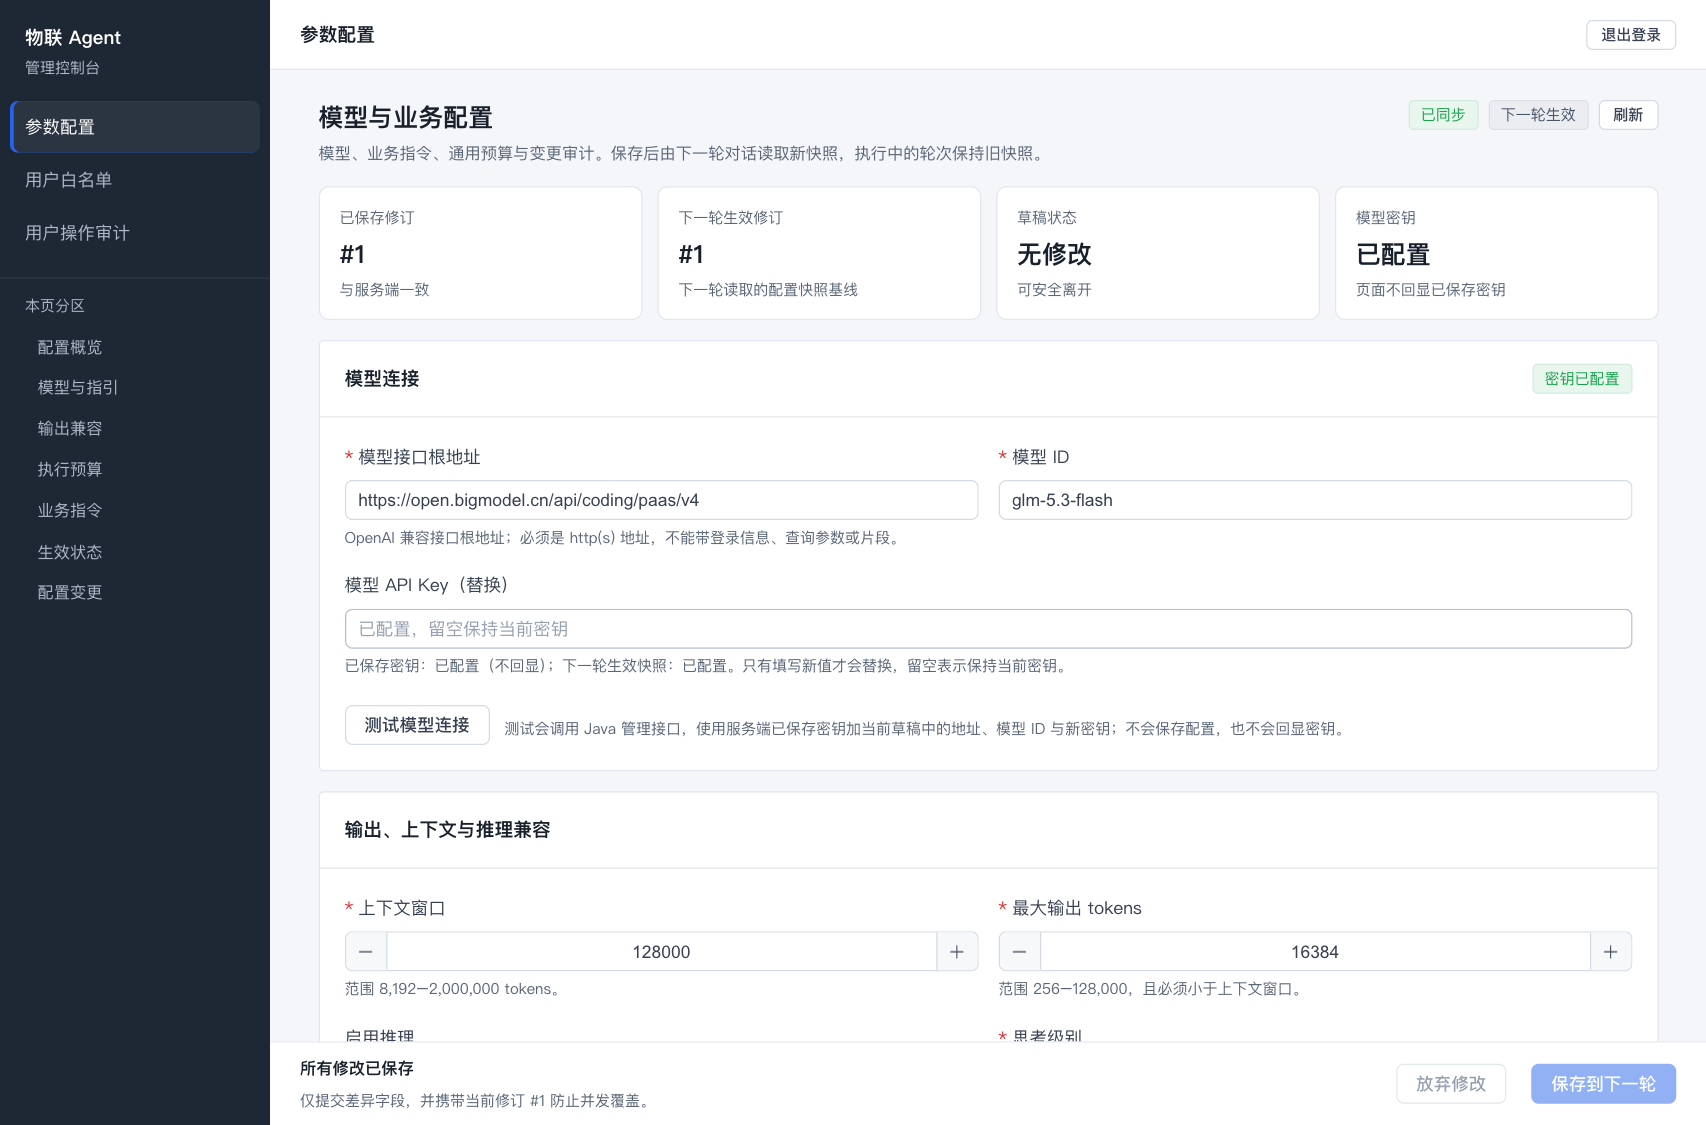 物联 Agent
管理控制台
参数配置
用户白名单
用户操作审计
本页分区
配置概览
模型与指引
输出兼容
执行预算
业务指令
生效状态
配置变更
参数配置
退出登录
模型与业务配置
已同步
下一轮生效
刷新
模型、业务指令、通用预算与变更审计。保存后由下一轮对话读取新快照，执行中的轮次保持旧快照。
已保存修订
#1
与服务端一致
下一轮生效修订
#1
下一轮读取的配置快照基线
草稿状态
无修改
可安全离开
模型密钥
已配置
页面不回显已保存密钥
模型连接
密钥已配置
* 模型接口根地址
https://open.bigmodel.cn/api/coding/paas/v4
OpenAI 兼容接口根地址；必须是 http(s) 地址，不能带登录信息、查询参数或片段。
* 模型 ID
glm-5.3-flash
模型 API Key（替换）
已配置，留空保持当前密钥
已保存密钥：已配置（不回显）；下一轮生效快照：已配置。只有填写新值才会替换，留空表示保持当前密钥。
测试模型连接
测试会调用 Java 管理接口，使用服务端已保存密钥加当前草稿中的地址、模型 ID 与新密钥；不会保存配置，也不会回显密钥。
输出、上下文与推理兼容
* 上下文窗口
128000
范围 8,192—2,000,000 tokens。
* 最大输出 tokens
16384
范围 256—128,000，且必须小于上下文窗口。
启用推理
* 思考级别
所有修改已保存
仅提交差异字段，并携带当前修订 #1 防止并发覆盖。
放弃修改
保存到下一轮